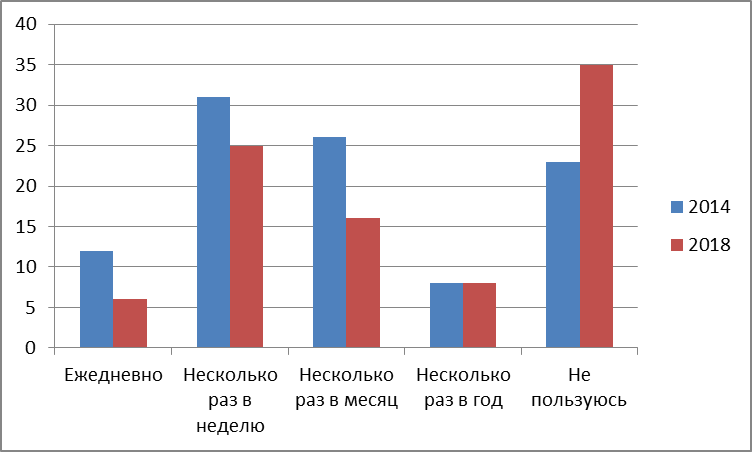 40
35
30
25
20
15
10
5
0
Ежедневно
Несколько
раз в
неделю
Несколько
раз в месяц
Несколько
раз в год
Не
пользуюсь
2014
2018